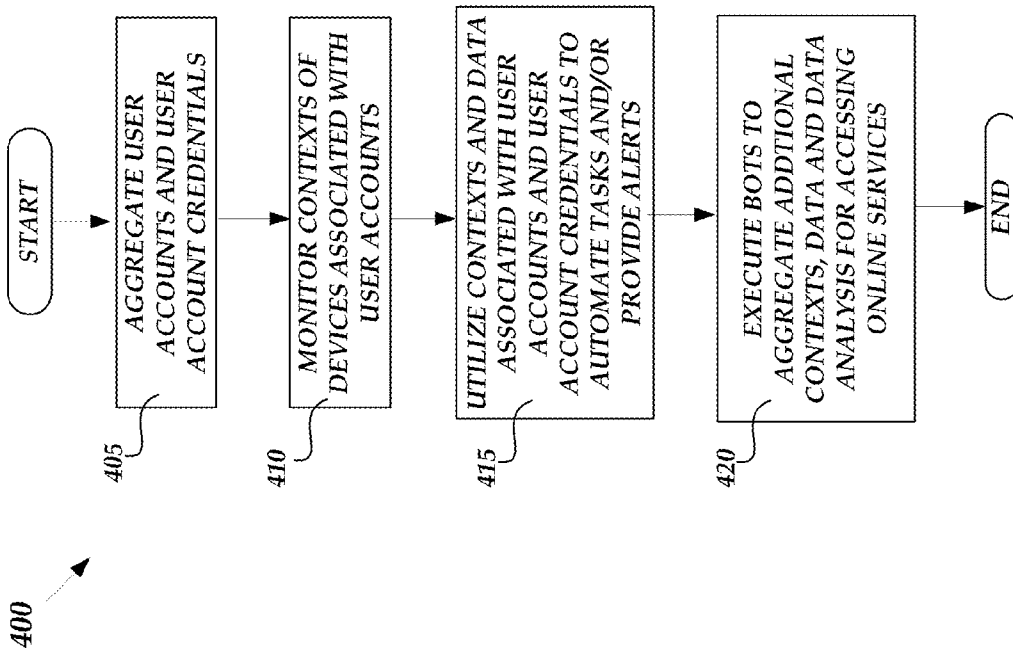 400
START
405
AGGREGATE USER
ACCOUNTS AND USER
ACCOUNT CREDENTIALS
410
MONITOR CONTEXTS OF
DEVICES ASSOCIATED WITH
USER ACCOUNTS
415
UTILIZE CONTEXTS AND DATA
ASSOCIATED WITH USER
ACCOUNTS AND USER
ACCOUNT CREDENTIALS TO
AUTOMATE TASKS AND/OR
PROVIDE ALERTS
420
EXECUTE BOTS TO
AGGREGATE ADDTIONAL
CONTEXTS, DATA AND DATA
ANALYSIS FOR ACCESSING
ONLINE SERVICES
END